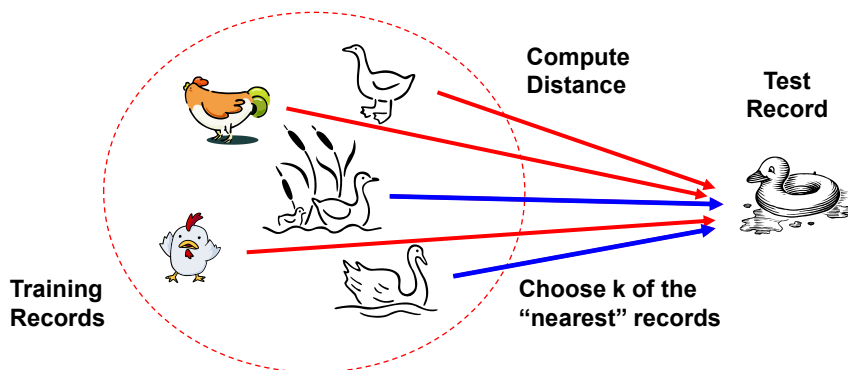 Compute
Distance
Test
Record
Training
Records
Choose k of the
“nearest” records